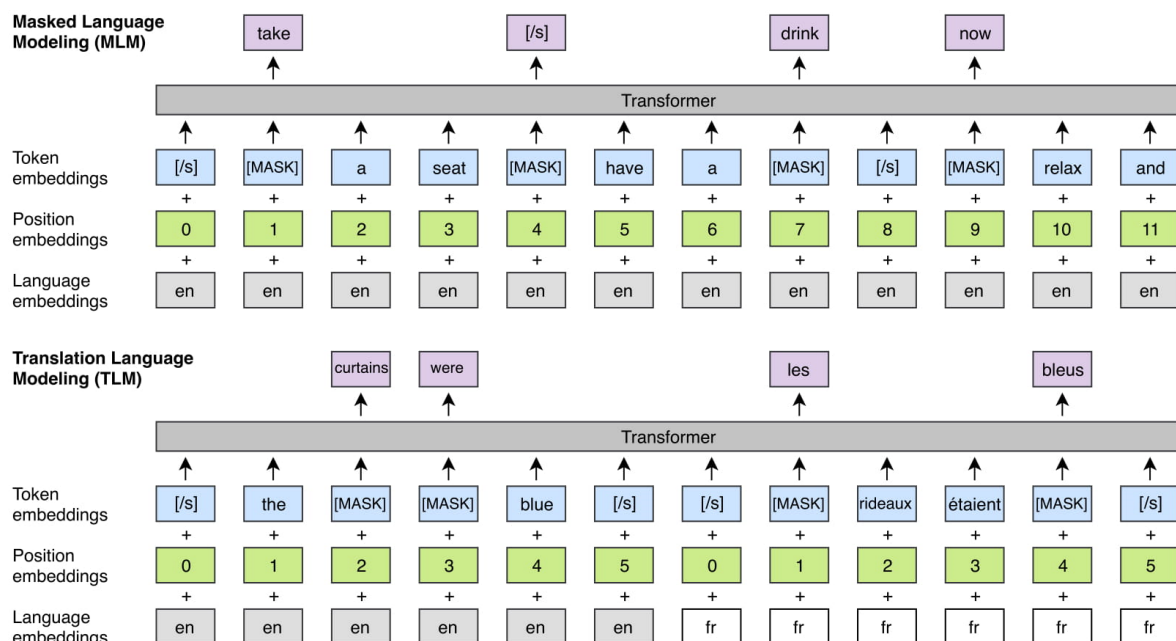 Masked Language
Modeling (MLM)
take [/s] drink now
Transformer
Token
embeddings
[/s] [MASK] a seat [MASK] have a [MASK] [/s] [MASK] relax and
+ + + + + + + + + + + +
Position
embeddings
0 1 2 3 4 5 6 7 8 9 10 11
+ + + + + + + + + + + +
Language
embeddings
en en en en en en en en en en en en
Translation Language
Modeling (TLM)
curtains were les bleus
Transformer
Token
embeddings
[/s] the [MASK] [MASK] blue [/s] [/s] [MASK] rideaux étaient [MASK] [/s]
+ + + + + + + + + + + +
Position
embeddings
0 1 2 3 4 5 0 1 2 3 4 5
+ + + + + + + + + + + +
Language
embeddings
en en en en en en fr fr fr fr fr fr